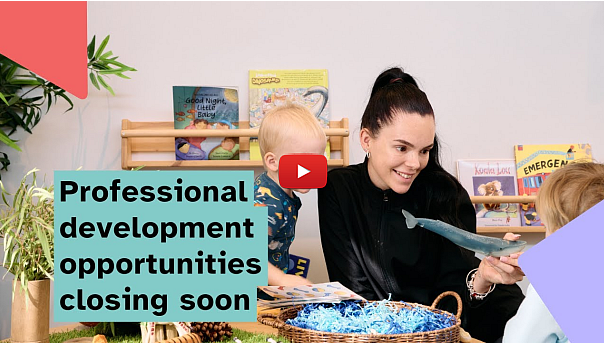 Good Night,
Little
Baby
EMERGEN
Professional
development
opportunities
closing soon